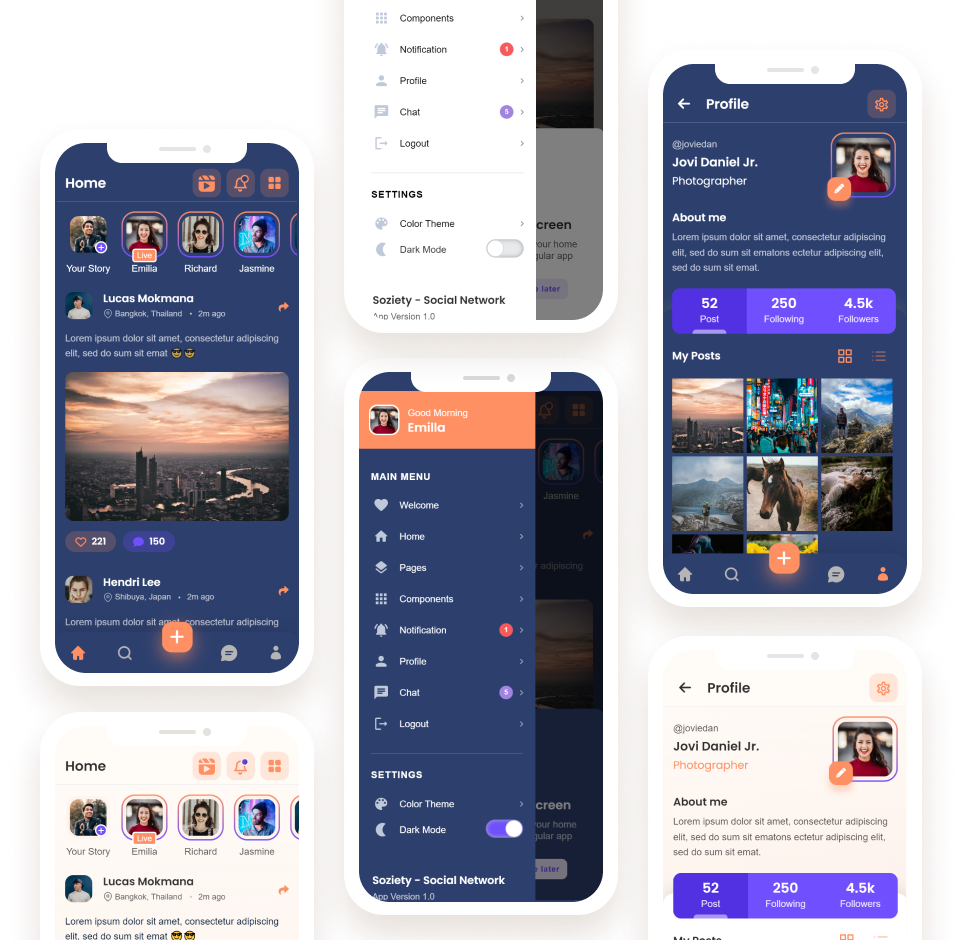 Home
Your Story
Live
Emilia
Richard
Jasmine
Lucas Mokmana
Bangkok, Thailand • 2m ago
Lorem ipsum dolor sit amet, consectetur adipiscing
elit, sed do sum sit emat 😎😎
221
150
Hendri Lee
Shibuya, Japan • 2m ago
Lorem ipsum dolor sit amet, consectetur adipiscing
Home
Your Story
Live
Emilia
Richard
Jasmine
Lucas Mokmana
Bangkok, Thailand • 2m ago
Lorem ipsum dolor sit amet, consectetur adipiscing
elit, sed do sum sit emat 😎😎
Components
Notification 1
Profile
Chat 5
Logout
SETTINGS
Color Theme
Dark Mode
Soziety - Social Network
App Version 1.0
creen
your home
gular app
later
Good Morning
Emilla
MAIN MENU
Welcome
Home
Pages
Components
Notification 1
Profile
Chat 5
Logout
SETTINGS
Color Theme
Dark Mode
Soziety - Social Network
App Version 1.0
Jasmine
adipiscing
creen
your home
gular app
later
Profile
@joviedan
Jovi Daniel Jr.
Photographer
About me
Lorem ipsum dolor sit amet, consectetur adipiscing
elit, sed do sum sit ematons ectetur adipiscing elit,
sed do sum sit emat.
52
Post
250
Following
4.5k
Followers
My Posts
Profile
@joviedan
Jovi Daniel Jr.
Photographer
About me
Lorem ipsum dolor sit amet, consectetur adipiscing
elit, sed do sum sit ematons ectetur adipiscing elit,
sed do sum sit emat.
52
Post
250
Following
4.5k
Followers
My Posts